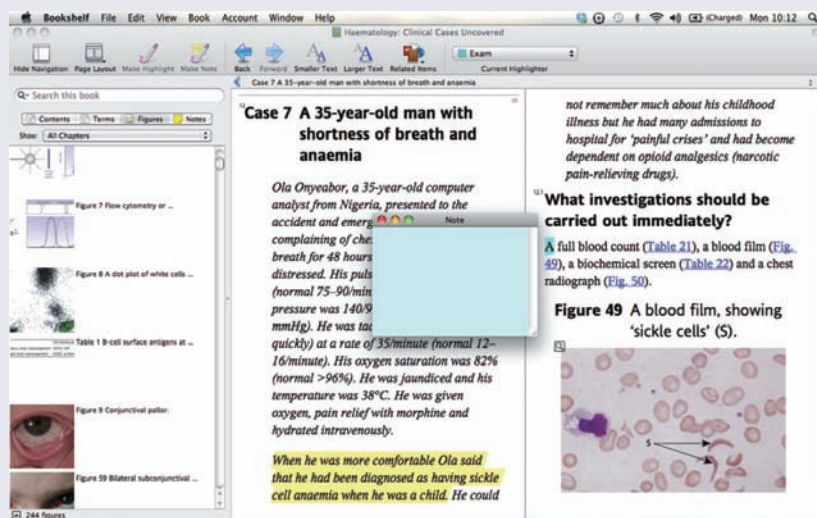 Bookshelf File Edit View Book Account Window Help
(Charged) Mon 10:12
Haematology: Clinical Cases Uncovered
Hide Navigation Page Layout Make Highlight Make Note Back Forward Smaller Text Larger Text Related Items
Exam
Current Highlighter
Case 7 A 35-year-old man with shortness of breath and anaemia
Search this book
Contents Terms Figures Notes
Show: All Chapters
Figure 7 Flow cytometry or ...
Figure 8 A dot plot of white cells ...
Table 1 B-cell surface antigens at ...
Figure 9 Conjunctival pallor.
Figure 59 Bilateral subconjunctival ...
244 figures
Case 7 A 35-year-old man with
shortness of breath and
anaemia
Ola Onyeabor, a 35-year-old computer
analyst from Nigeria, presented to the
accident and emerg
complaining of che
breath for 48 hours
distressed. His puls
(normal 75–90/min
pressure was 140/9
mmHg). He was tac
quickly) at a rate of 35/minute (normal 12–
16/minute). His oxygen saturation was 82%
(normal >96%). He was jaundiced and his
temperature was 38°C. He was given
oxygen, pain relief with morphine and
hydrated intravenously.
When he was more comfortable Ola said
that he had been diagnosed as having sickle
cell anaemia when he was a child. He could
Note
not remember much about his childhood
illness but he had many admissions to
hospital for 'painful crises' and had become
dependent on opioid analgesics (narcotic
pain-relieving drugs).
What investigations should be
carried out immediately?
A full blood count (Table 21), a blood film (Fig.
49), a biochemical screen (Table 22) and a chest
radiograph (Fig. 50).
Figure 49 A blood film, showing
'sickle cells' (S).
S